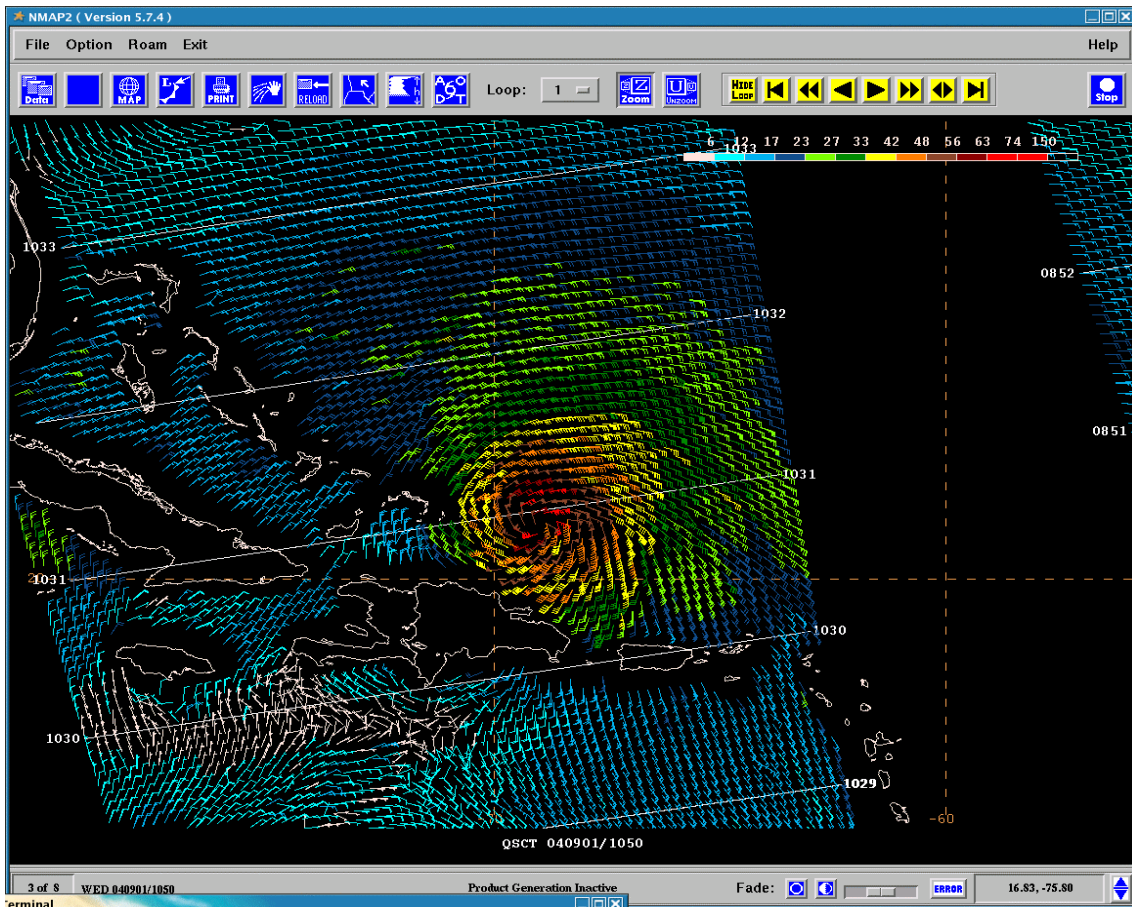 NMAP2 ( Version 5.7.4 )
File Option Roam Exit Help
Data MAP L PRINT RELOAD A O D T Loop: 1 Z Zoom U UNZOOM HIDE LOOP Stop
6 12 17 23 27 33 42 48 56 63 74 150
1033
1033
0852
1032
0851
1031
1031
1030
1030
1029
-60
QSCT 040901/1050
3 of 8 WED 040901/1050 Product Generation Inactive Fade: ERROR 16.83, -75.80
erminal